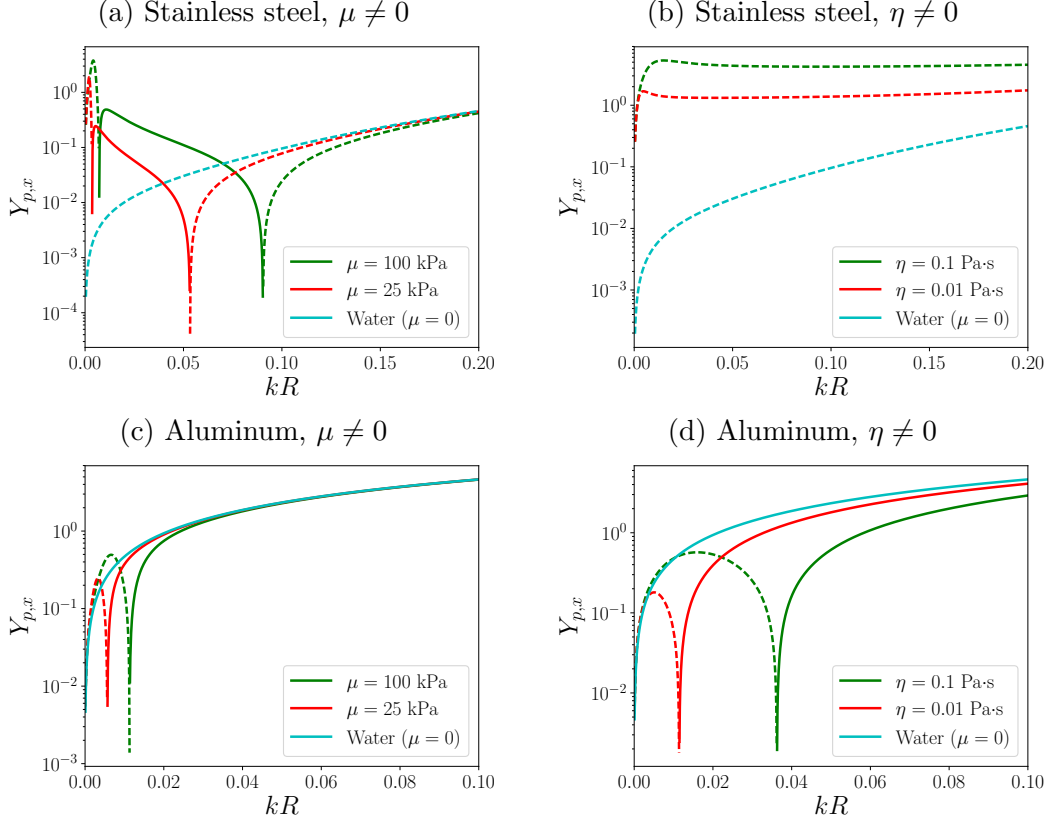 (a) Stainless steel, μ ≠ 0
Y_{p,x}
10^0
10^{-1}
10^{-2}
10^{-3}
10^{-4}
μ = 100 kPa
μ = 25 kPa
Water (μ = 0)
0.00 0.05 0.10 0.15 0.20
kR
(b) Stainless steel, η ≠ 0
Y_{p,x}
10^0
10^{-1}
10^{-2}
10^{-3}
η = 0.1 Pa·s
η = 0.01 Pa·s
Water (μ = 0)
0.00 0.05 0.10 0.15 0.20
kR
(c) Aluminum, μ ≠ 0
Y_{p,x}
10^0
10^{-1}
10^{-2}
10^{-3}
μ = 100 kPa
μ = 25 kPa
Water (μ = 0)
0.00 0.02 0.04 0.06 0.08 0.10
kR
(d) Aluminum, η ≠ 0
Y_{p,x}
10^0
10^{-1}
10^{-2}
η = 0.1 Pa·s
η = 0.01 Pa·s
Water (μ = 0)
0.00 0.02 0.04 0.06 0.08 0.10
kR